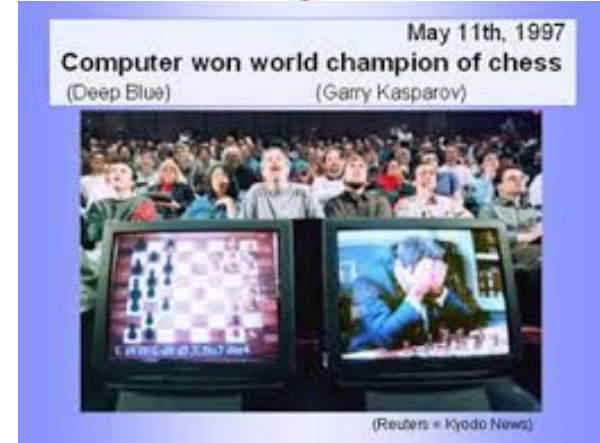 May 11th, 1997
Computer won world champion of chess
(Deep Blue) (Garry Kasparov)
(Reuters = Kyodo News)